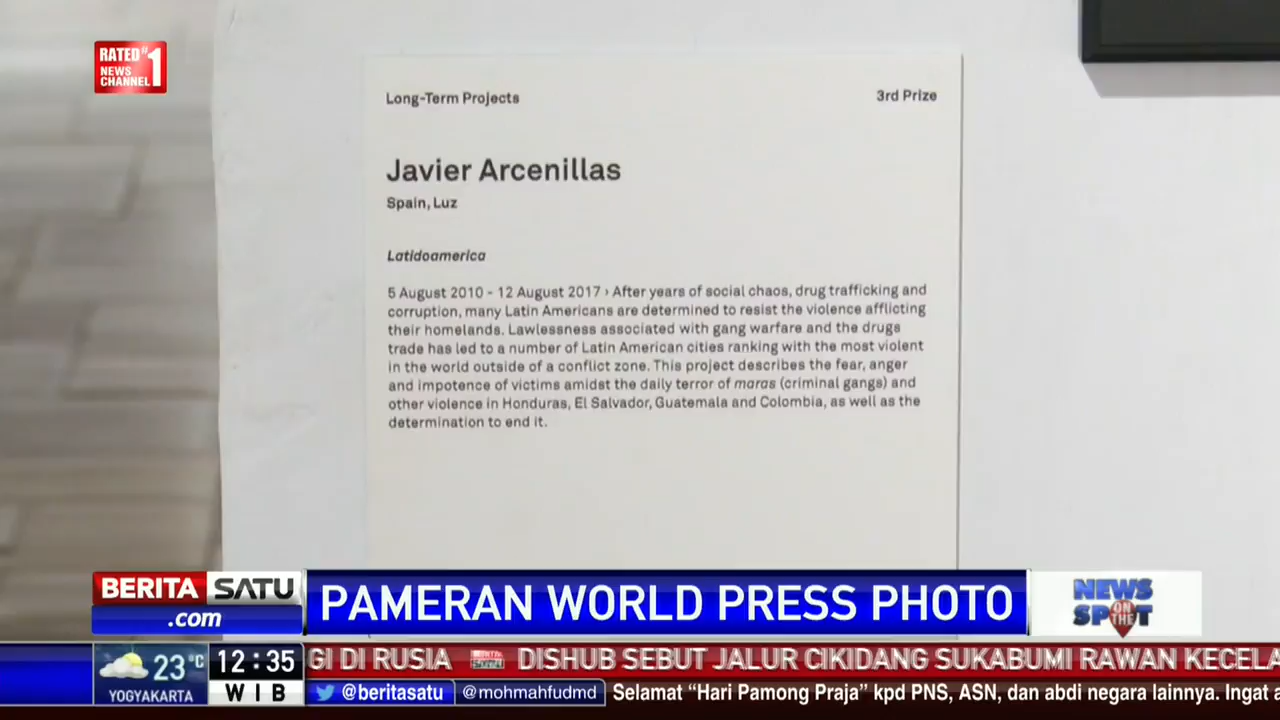 RATED #1
NEWS
CHANNEL
Long-Term Projects
3rd Prize
Javier Arcenillas
Spain, Luz
Latidoamerica
5 August 2010 - 12 August 2017 › After years of social chaos, drug trafficking and
corruption, many Latin Americans are determined to resist the violence afflicting
their homelands. Lawlessness associated with gang warfare and the drugs
trade has led to a number of Latin American cities ranking with the most violent
in the world outside of a conflict zone. This project describes the fear, anger
and impotence of victims amidst the daily terror of maras (criminal gangs) and
other violence in Honduras, El Salvador, Guatemala and Colombia, as well as the
determination to end it.
BERITA SATU
.com
PAMERAN WORLD PRESS PHOTO
NEWS
ON THE
SPOT
23°C
YOGYAKARTA
12:35
WIB
GI DI RUSIA BERITA SATU DISHUB SEBUT JALUR CIKIDANG SUKABUMI RAWAN KECELA
@beritasatu @mohmahfudmd Selamat “Hari Pamong Praja” kpd PNS, ASN, dan abdi negara lainnya. Ingat a